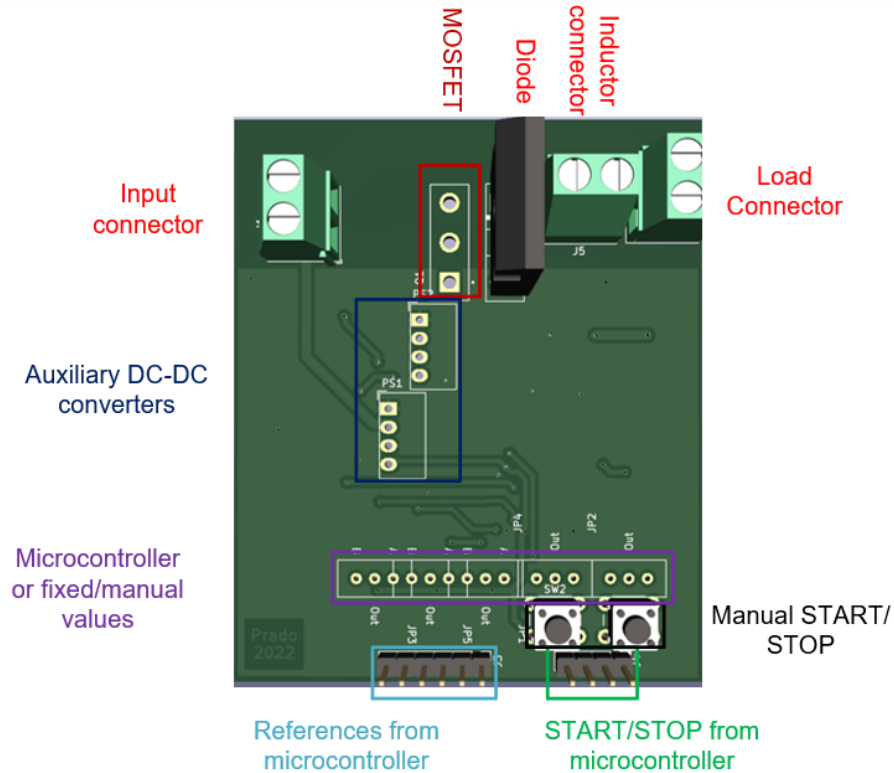 MOSFET
Diode
Inductor
connector
Input
connector
Load
Connector
J5
Auxiliary DC-DC
converters
PS1
Microcontroller
or fixed/manual
values
JP4
Out
JP2
Out
SW2
Out
Out
Out
JP3
JP5
Prado
2022
Manual START/
STOP
References from
microcontroller
START/STOP from
microcontroller